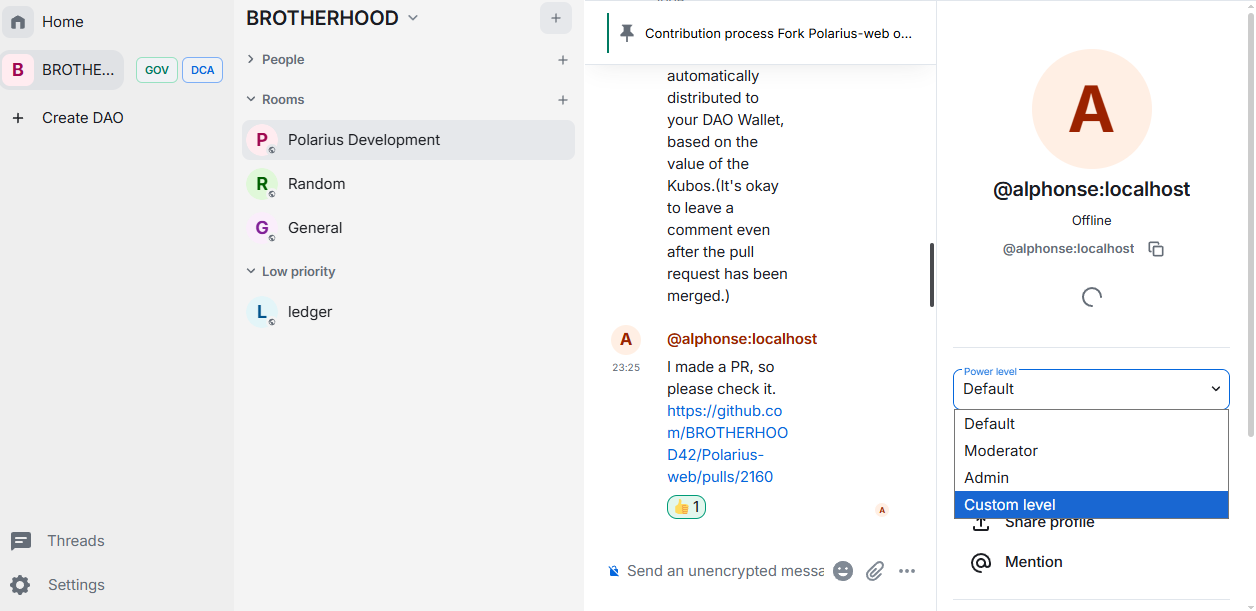 Home
B BROTHE... GOV DCA
Create DAO
Threads
Settings
BROTHERHOOD
People
Rooms
P Polarius Development
R Random
G General
Low priority
L ledger
Contribution process Fork Polarius-web o...
automatically
distributed to
your DAO Wallet,
based on the
value of the
Kubos.(It's okay
to leave a
comment even
after the pull
request has been
merged.)
A @alphonse:localhost
23:25
I made a PR, so
please check it.
https://github.co
m/BROTHERHOO
D42/Polarius-
web/pulls/2160
👍 1
A
Send an unencrypted messa
A
@alphonse:localhost
Offline
@alphonse:localhost
Power level
Default
Default
Moderator
Admin
Custom level
Share profile
Mention